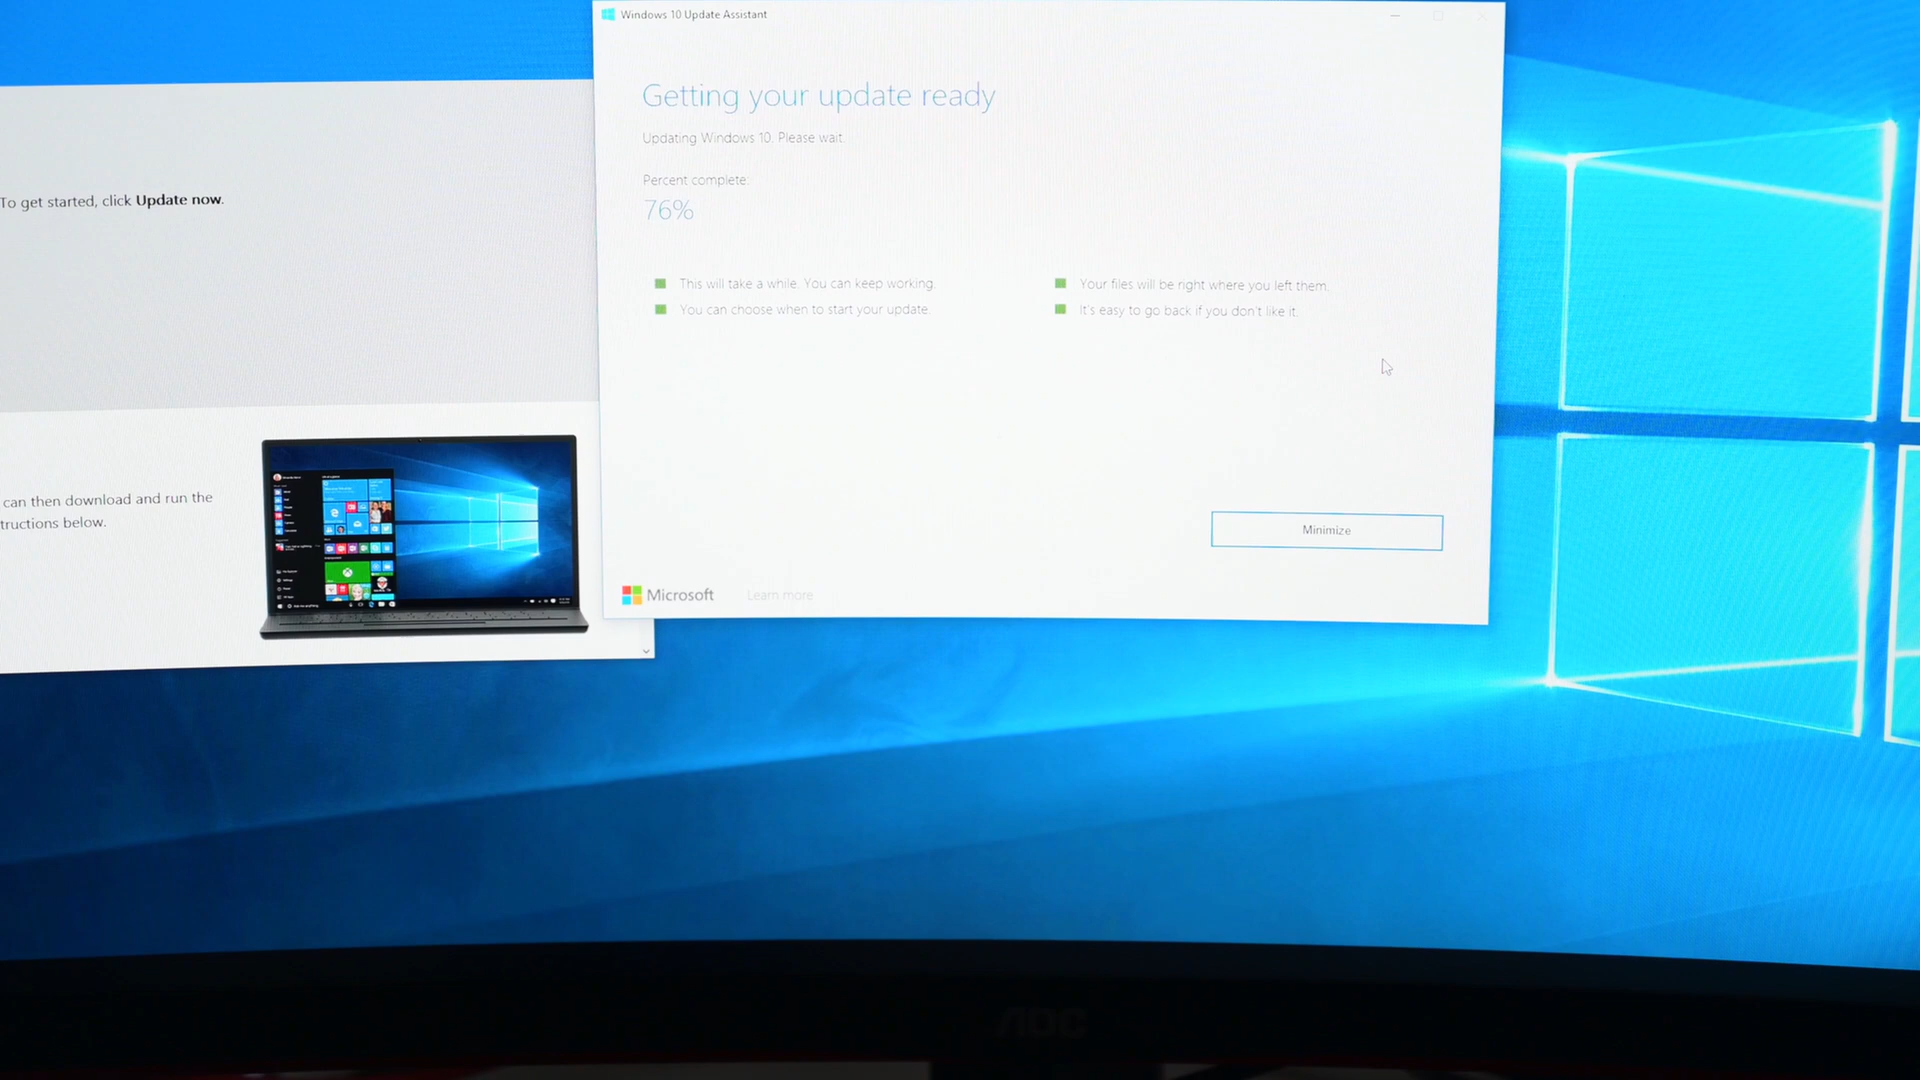 Windows 10 Update Assistant
Getting your update ready
Updating Windows 10. Please wait.
Percent complete:
76%
This will take a while. You can keep working.
You can choose when to start your update.
Your files will be right where you left them.
It's easy to go back if you don't like it.
Minimize
Microsoft
Learn more
To get started, click Update now.
can then download and run the
tructions below.
AOC